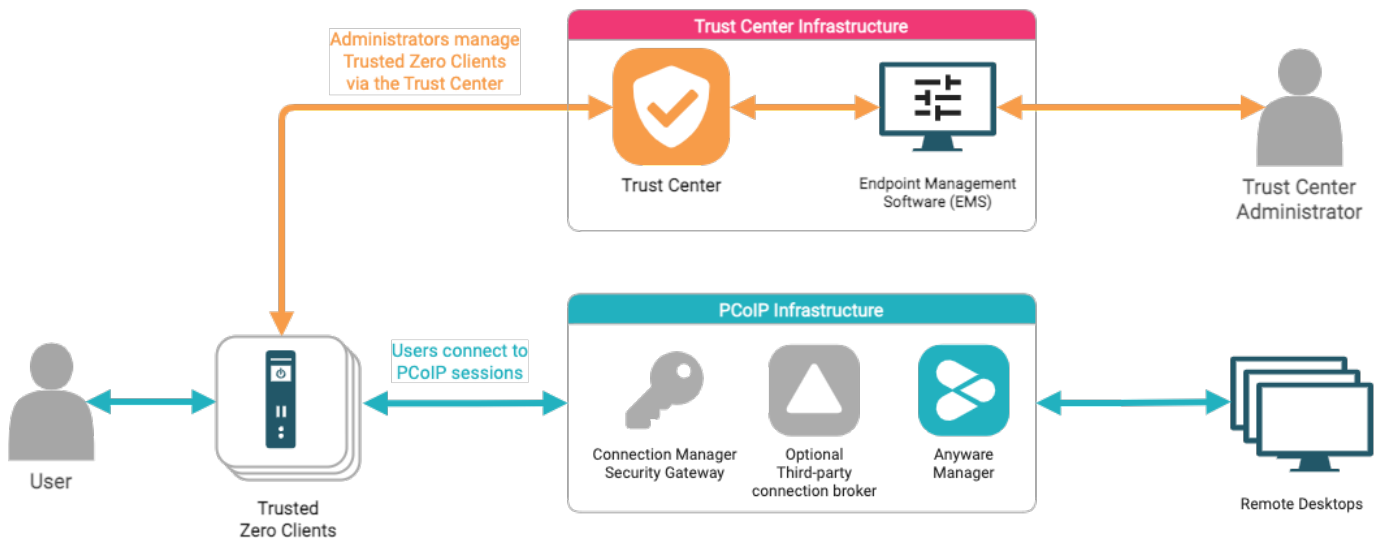 Trust Center Infrastructure
Administrators manage
Trusted Zero Clients
via the Trust Center
Trust Center
Endpoint Management
Software (EMS)
Trust Center
Administrator
PCoIP Infrastructure
Users connect to
PCoIP sessions
Connection Manager
Security Gateway
Optional
Third-party
connection broker
Anyware
Manager
User
Trusted
Zero Clients
Remote Desktops